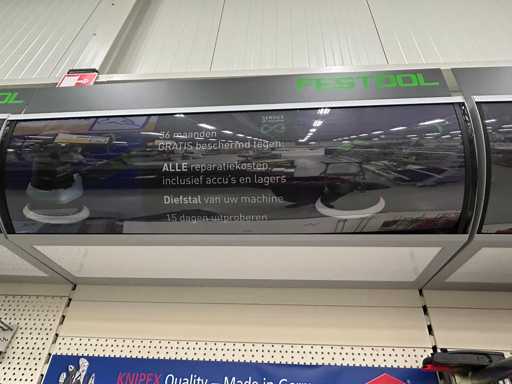 FESTOOL
SERVICE
36 maanden
GRATIS beschermd tegen:
ALLE reparatiekosten,
inclusief accu's en lagers
Diefstal van uw machine
15 dagen uitproberen
KNIPEX Quality – Made in Germ